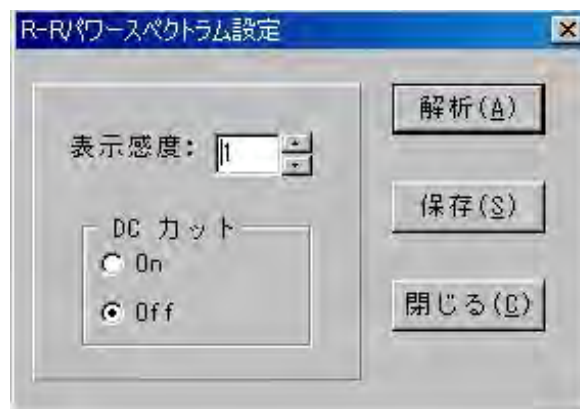 R-Rパワースペクトラム設定
表示感度: 1
DC カット
On
Off
解析(A)
保存(S)
閉じる(C)